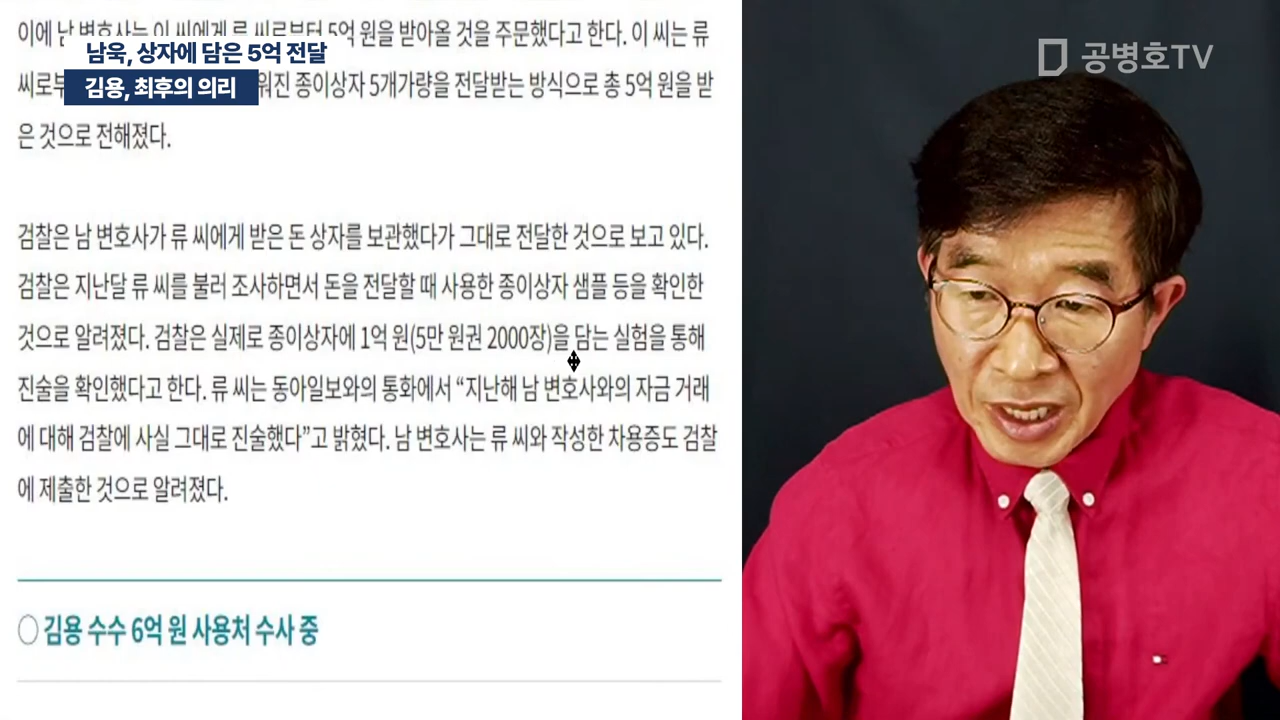 이에 남 변호사는 이 씨에게 류 씨로부터 5억 원을 받아올 것을 주문했다고 한다. 이 씨는 류
남욱, 상자에 담은 5억 전달
씨로부 워진 종이상자 5개가량을 전달받는 방식으로 총 5억 원을 받
김용, 최후의 의리
은 것으로 전해졌다.
검찰은 남 변호사가 류 씨에게 받은 돈 상자를 보관했다가 그대로 전달한 것으로 보고 있다.
검찰은 지난달 류 씨를 불러 조사하면서 돈을 전달할 때 사용한 종이상자 샘플 등을 확인한
것으로 알려졌다. 검찰은 실제로 종이상자에 1억 원(5만 원권 2000장)을 담는 실험을 통해
진술을 확인했다고 한다. 류 씨는 동아일보와의 통화에서 “지난해 남 변호사와의 자금 거래
에 대해 검찰에 사실 그대로 진술했다”고 밝혔다. 남 변호사는 류 씨와 작성한 차용증도 검찰
에 제출한 것으로 알려졌다.
○ 김용 수수 6억 원 사용처 수사 중
공병호TV